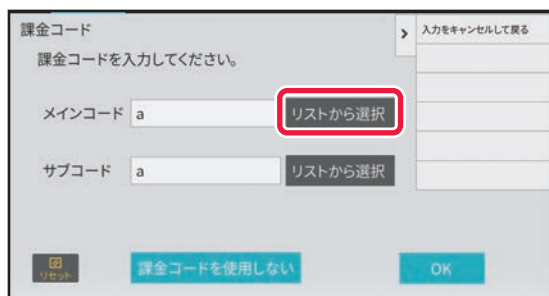 課金コード
課金コードを入力してください。
メインコード a リストから選択
サブコード a リストから選択
リセット 課金コードを使用しない OK
> 入力をキャンセルして戻る